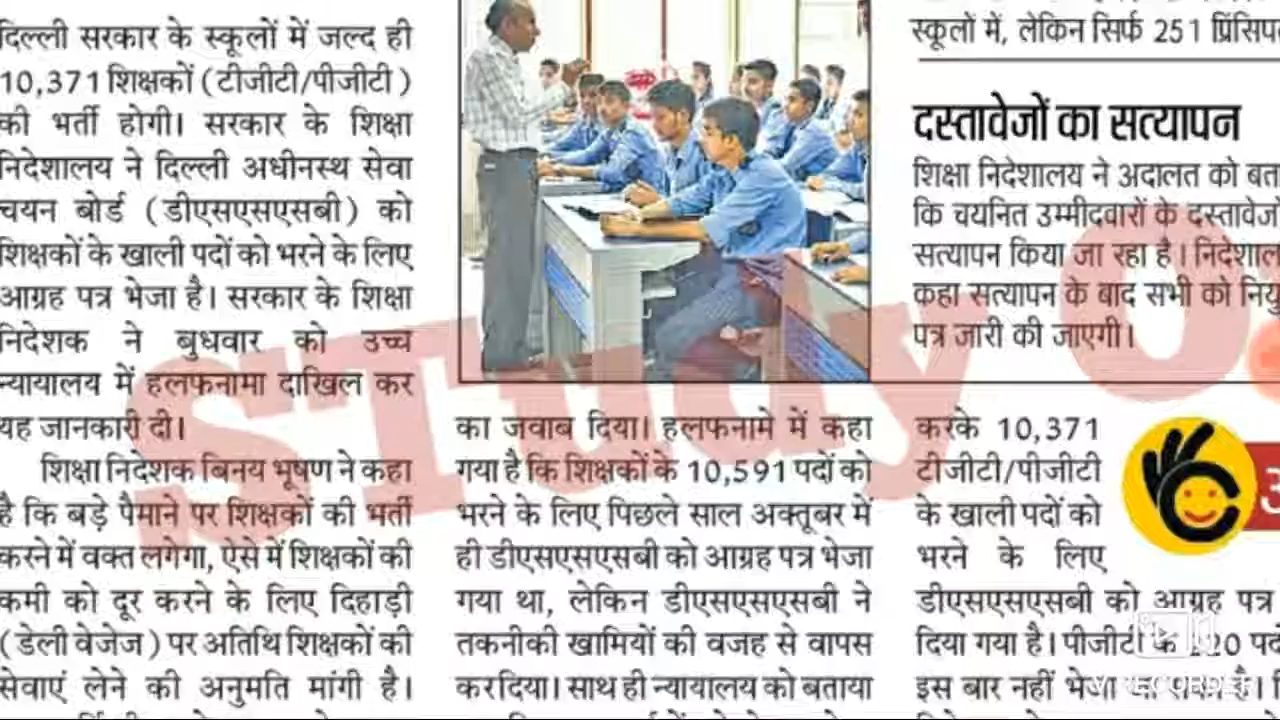 दिल्ली सरकार के स्कूलों में जल्द ही
10,371 शिक्षकों (टीजीटी/पीजीटी)
की भर्ती होगी। सरकार के शिक्षा
निदेशालय ने दिल्ली अधीनस्थ सेवा
चयन बोर्ड (डीएसएसएसबी) को
शिक्षकों के खाली पदों को भरने के लिए
आग्रह पत्र भेजा है। सरकार के शिक्षा
निदेशक ने बुधवार को उच्च
न्यायालय में हलफनामा दाखिल कर
यह जानकारी दी।
शिक्षा निदेशक बिनय भूषण ने कहा
है कि बड़े पैमाने पर शिक्षकों की भर्ती
करने में वक्त लगेगा, ऐसे में शिक्षकों की
कमी को दूर करने के लिए दिहाड़ी
(डेली वेजेज) पर अतिथि शिक्षकों की
सेवाएं लेने की अनुमति मांगी है।
का जवाब दिया। हलफनामे में कहा
गया है कि शिक्षकों के 10,591 पदों को
भरने के लिए पिछले साल अक्तूबर में
ही डीएसएसएसबी को आग्रह पत्र भेजा
गया था, लेकिन डीएसएसएसबी ने
तकनीकी खामियों की वजह से वापस
कर दिया। साथ ही न्यायालय को बताया
स्कूलों में, लेकिन सिर्फ 251
दस्तावेजों का सत्यापन
शिक्षा निदेशालय ने अदालत को
कि चयनित उम्मीदवारों के
सत्यापन किया जा रहा है।
कहा सत्यापन के बाद सभी को
पत्र जारी की जाएगी।
करके 10,371
टीजीटी/पीजीटी
के खाली पदों को
भरने के लिए
डीएसएसएसबी को आग्रह पत्र
दिया गया है। पीजीटी के
इस बार नहीं भेजा जा सका है।
STudy